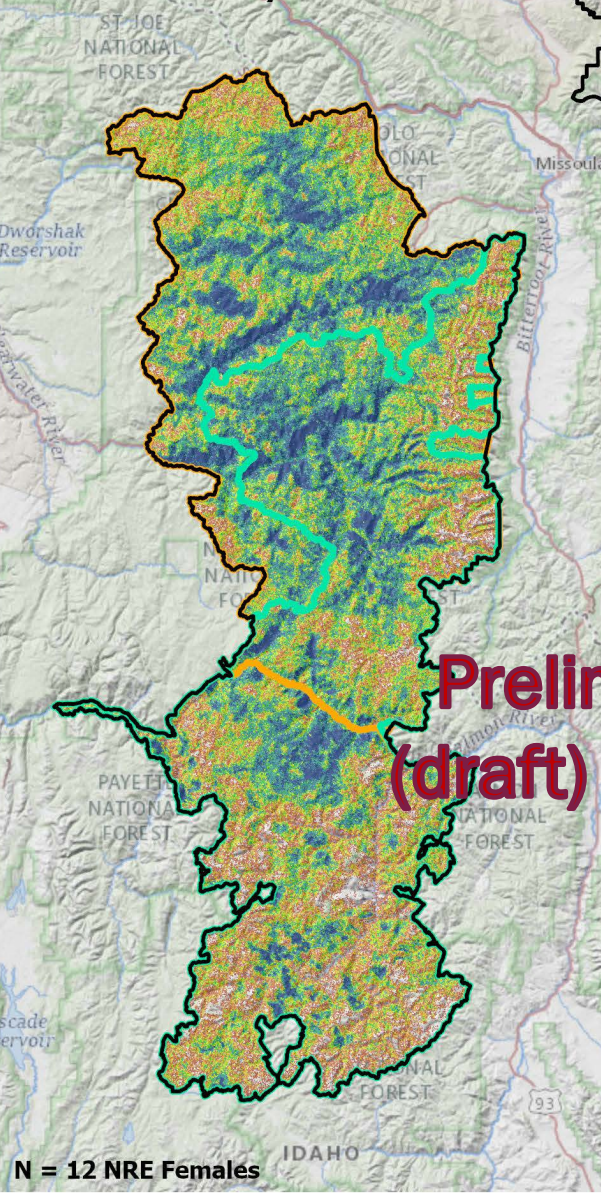 ST JOE
NATIONAL
FOREST
Missoula
Dworshak
Reservoir
Bitterroot River
River
Prelin
(draft)
PAYETTE
NATIONAL
FOREST
NATIONAL
FOREST
FOREST
93
IDAHO
N = 12 NRE Females